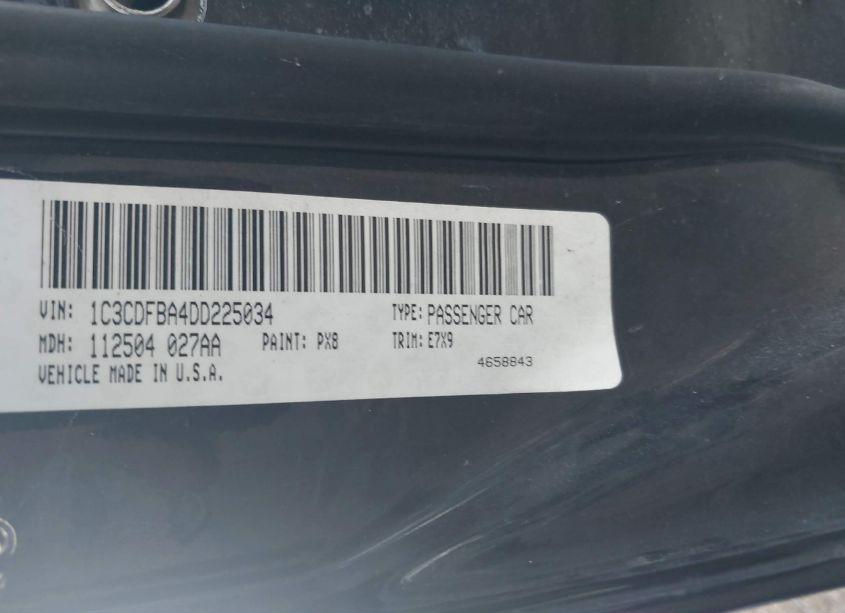 VIN: 1C3CDFBA4DD225034 TYPE: PASSENGER CAR
MDH: 112504 027AA PAINT: PX8 TRIM: E7X9
VEHICLE MADE IN U.S.A. 4658843